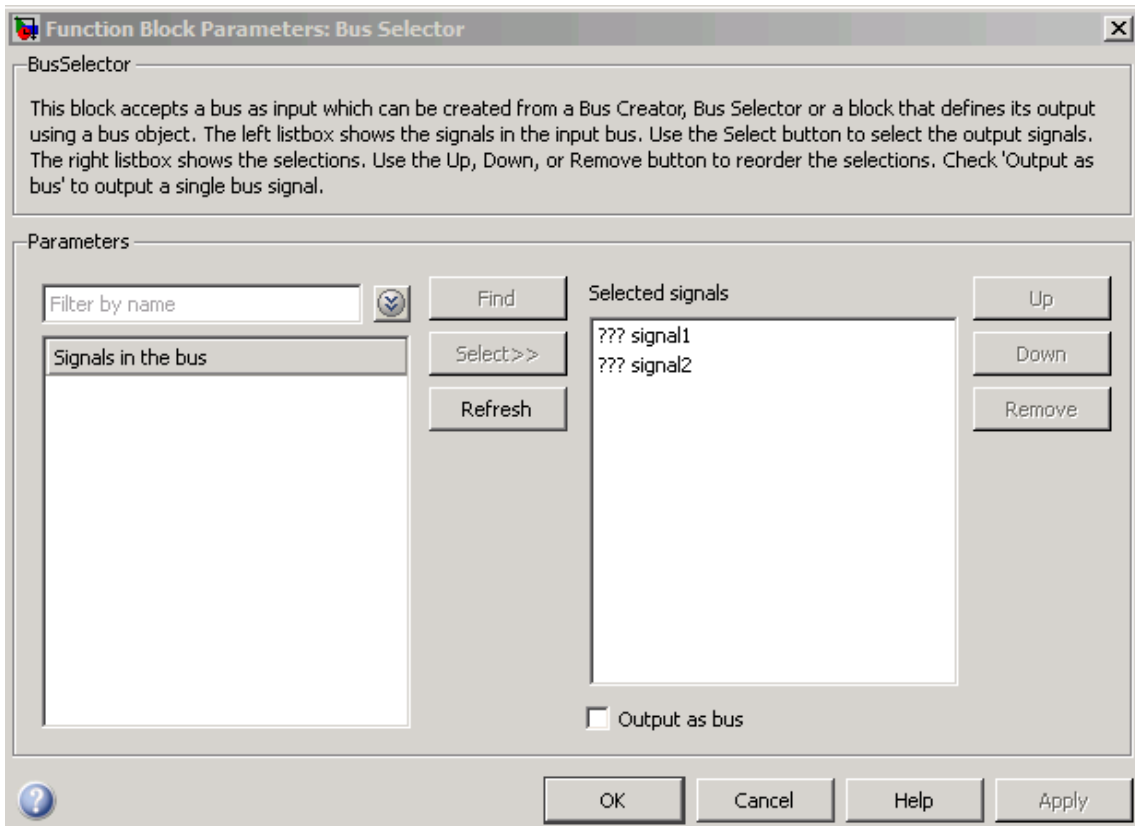 Function Block Parameters: Bus Selector
BusSelector
This block accepts a bus as input which can be created from a Bus Creator, Bus Selector or a block that defines its output
using a bus object. The left listbox shows the signals in the input bus. Use the Select button to select the output signals.
The right listbox shows the selections. Use the Up, Down, or Remove button to reorder the selections. Check 'Output as
bus' to output a single bus signal.
Parameters
Filter by name
Find
Selected signals
Up
Signals in the bus
Select>>
??? signal1
??? signal2
Down
Refresh
Remove
Output as bus
?
OK
Cancel
Help
Apply